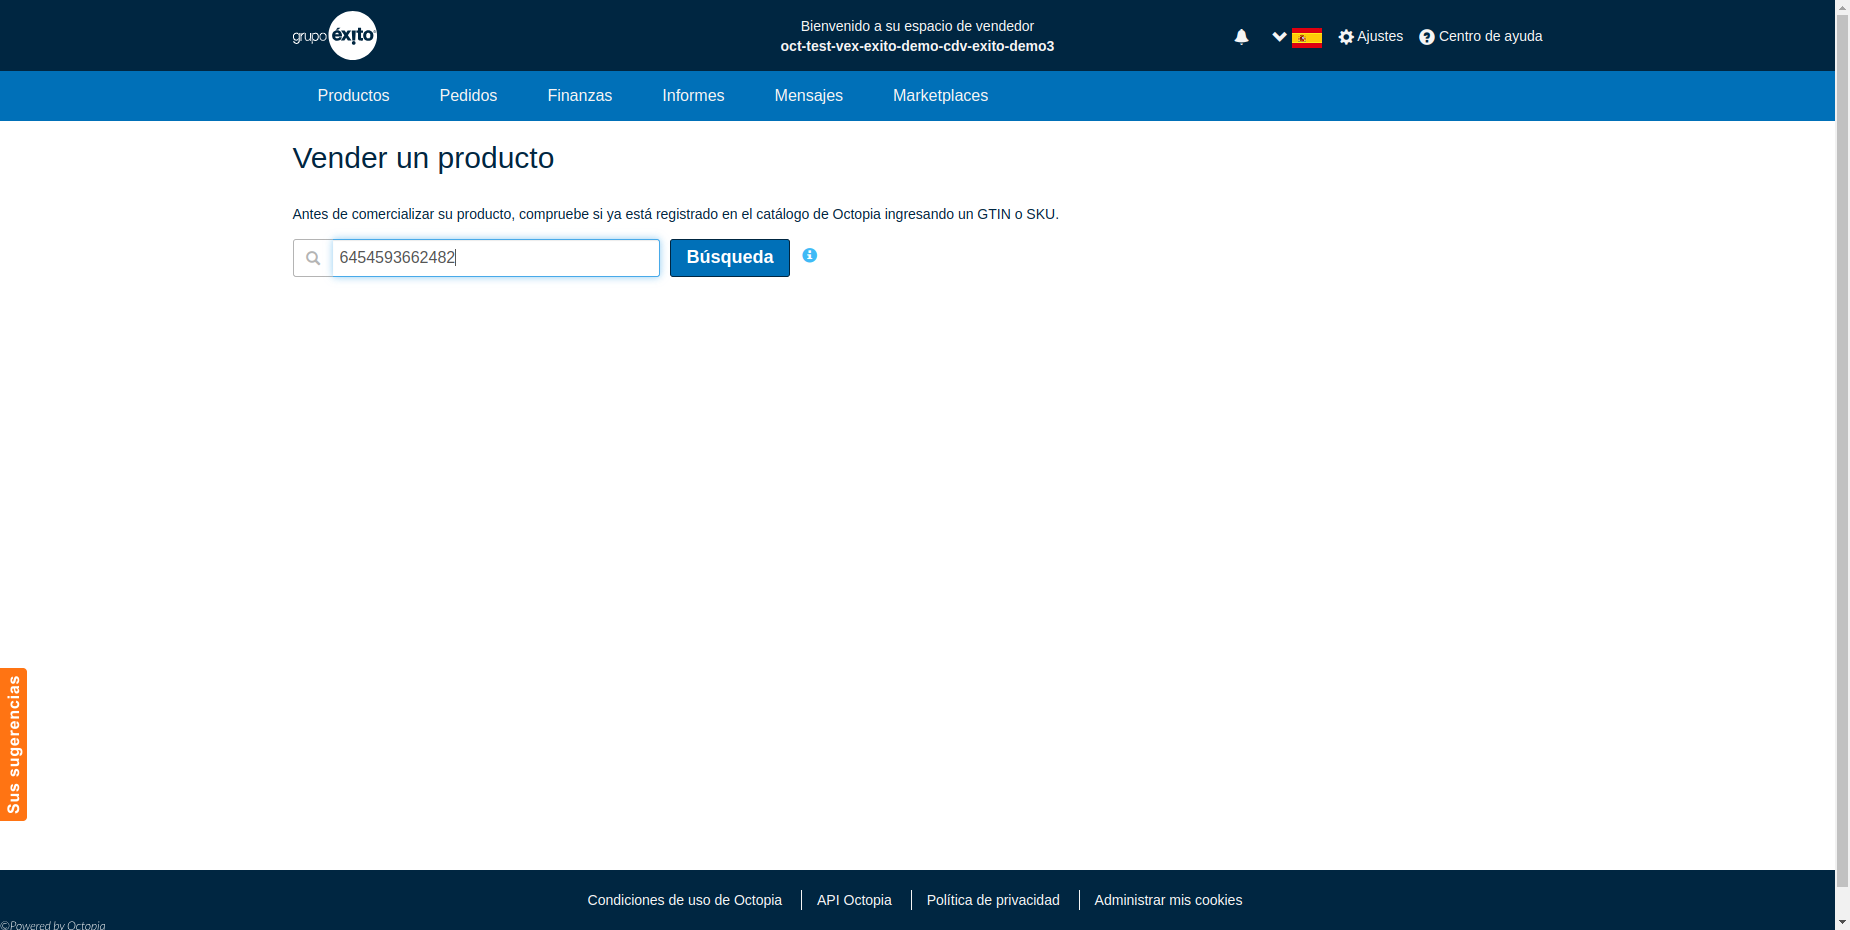 grupo éxito
Bienvenido a su espacio de vendedor
oct-test-vex-exito-demo-cdv-exito-demo3
Ajustes
Centro de ayuda
Productos
Pedidos
Finanzas
Informes
Mensajes
Marketplaces
Vender un producto
Antes de comercializar su producto, compruebe si ya está registrado en el catálogo de Octopia ingresando un GTIN o SKU.
6454593662482
Búsqueda
Sus sugerencias
Condiciones de uso de Octopia
API Octopia
Política de privacidad
Administrar mis cookies
©Powered by Octopia